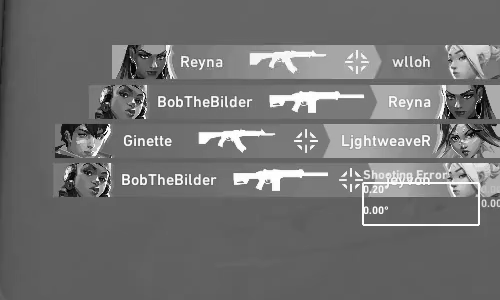 Reyna wlloh
BobTheBilder Reyna
Ginette LjghtweaveR
BobTheBilder
Shooting Error
0.20°
0.00°
0.00